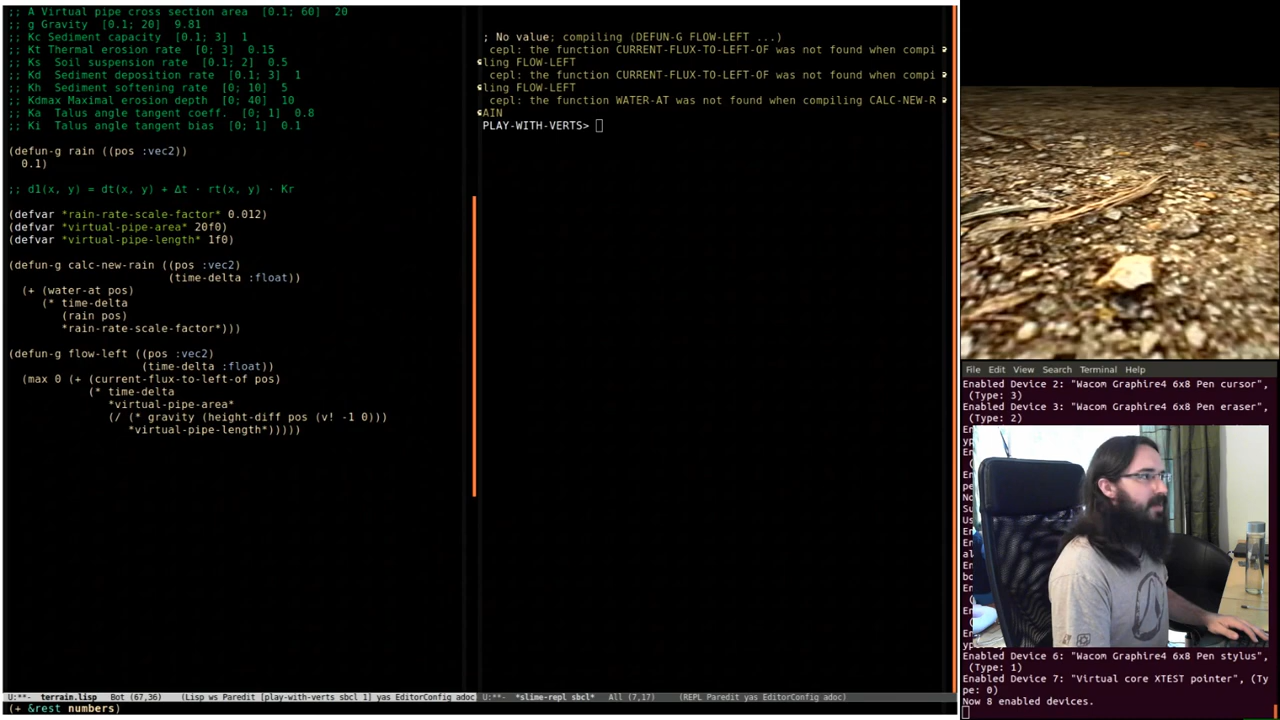 ;; A Virtual pipe cross section area  [0.1; 60]  20
;; g Gravity  [0.1; 20]  9.81
;; Kc Sediment capacity  [0.1; 3]  1
;; Kt Thermal erosion rate  [0; 3]  0.15
;; Ks  Soil suspension rate  [0.1; 2]  0.5
;; Kd  Sediment deposition rate  [0.1; 3]  1
;; Kh  Sediment softening rate  [0; 10]  5
;; Kdmax Maximal erosion depth  [0; 40]  10
;; Ka  Talus angle tangent coeff.  [0; 1]  0.8
;; Ki  Talus angle tangent bias  [0; 1]  0.1
(defun-g rain ((pos :vec2))
  0.1)
;; d1(x, y) = dt(x, y) + Δt · rt(x, y) · Kr
(defvar *rain-rate-scale-factor* 0.012)
(defvar *virtual-pipe-area* 20f0)
(defvar *virtual-pipe-length* 1f0)
(defun-g calc-new-rain ((pos :vec2)
                        (time-delta :float))
  (+ (water-at pos)
     (* time-delta
        (rain pos)
        *rain-rate-scale-factor*)))
(defun-g flow-left ((pos :vec2)
                    (time-delta :float))
  (max 0 (+ (current-flux-to-left-of pos)
            (* time-delta
               *virtual-pipe-area*
               (/ (* gravity (height-diff pos (v! -1 0)))
                  *virtual-pipe-length*)))))
U:**-  terrain.lisp   Bot (67,36)   (Lisp ws Paredit [play-with-verts sbcl 1] yas EditorConfig adoc
(+ &rest numbers)
; No value; compiling (DEFUN-G FLOW-LEFT ...)
cepl: the function CURRENT-FLUX-TO-LEFT-OF was not found when compi
ling FLOW-LEFT
cepl: the function CURRENT-FLUX-TO-LEFT-OF was not found when compi
ling FLOW-LEFT
cepl: the function WATER-AT was not found when compiling CALC-NEW-R
AIN
PLAY-WITH-VERTS>
U:**-  *slime-repl sbcl*   All (7,17)   (REPL Paredit yas EditorConfig adoc)
File  Edit  View  Search  Terminal  Help
Enabled Device 2: "Wacom Graphire4 6x8 Pen cursor",
 (Type: 3)
Enabled Device 3: "Wacom Graphire4 6x8 Pen eraser",
 (Type: 2)
Enabled Device 6: "Wacom Graphire4 6x8 Pen stylus",
 (Type: 1)
Enabled Device 7: "Virtual core XTEST pointer", (Ty
pe: 0)
Now 8 enabled devices.